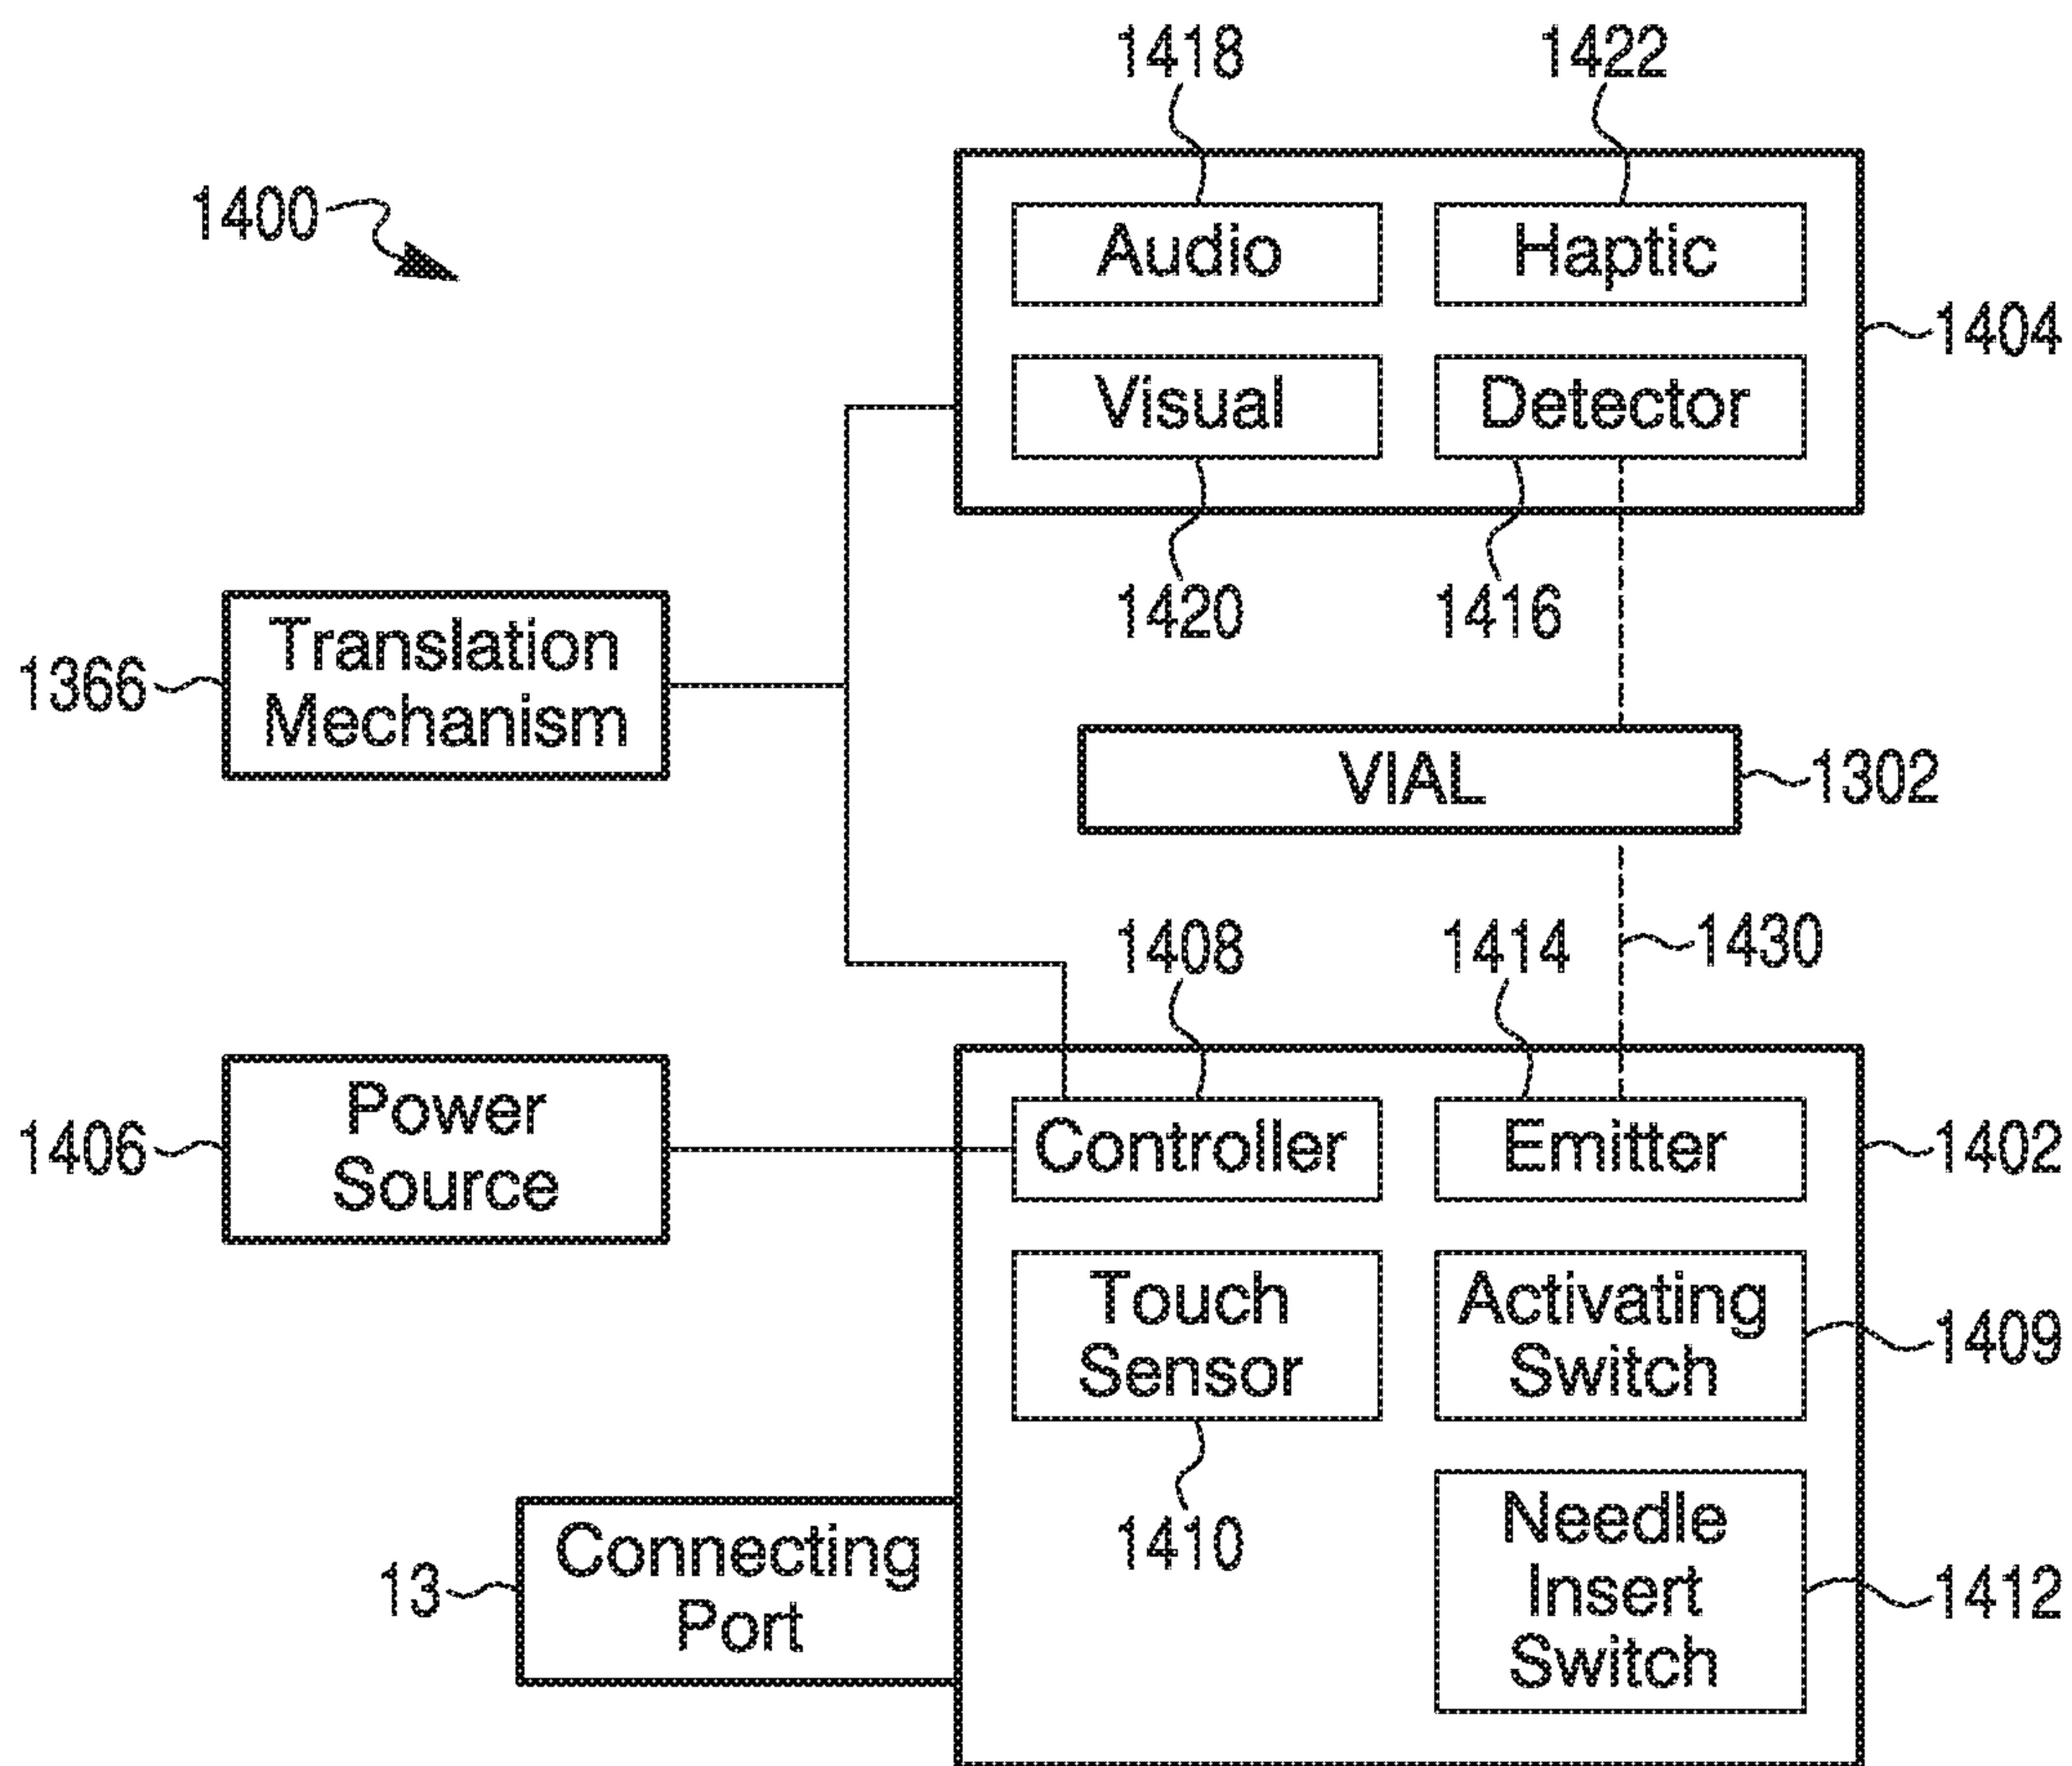 1418
1422
1400
Audio
Haptic
1404
Visual
Detector
1420
1416
Translation
Mechanism
1366
VIAL
1302
1408
1414
1430
Power
Source
1406
Controller
Emitter
1402
Touch
Sensor
Activating
Switch
1409
1410
Connecting
Port
13
Needle
Insert
Switch
1412